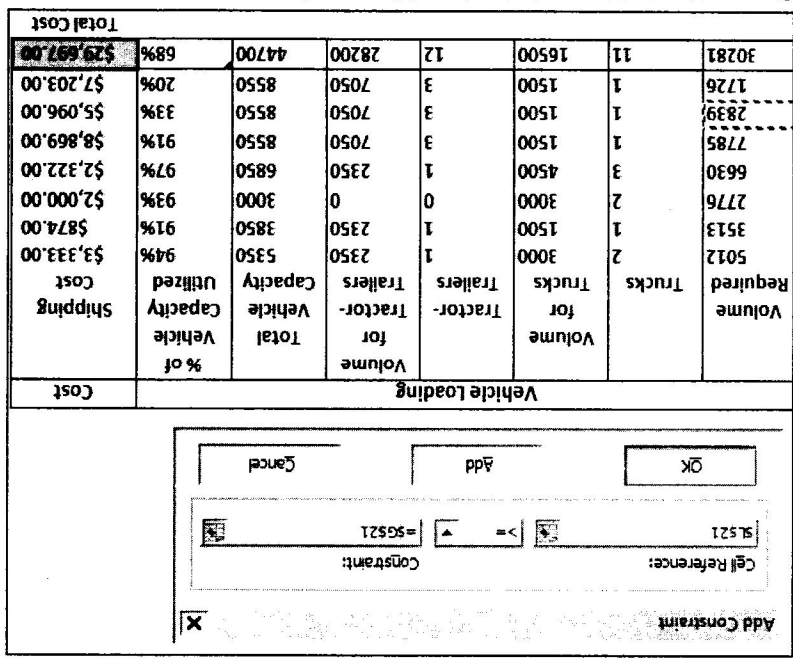 Add Constraint
Cell Reference: Constraint:
$L$21 >= =$G$21
OK Add Cancel
Vehicle Loading Cost
Volume % of
Volume for Total Vehicle
Volume for Tractor- Tractor- Vehicle Capacity Shipping
Required Trucks Trucks Trailers Trailers Capacity Utilized Cost
5012 2 3000 1 2350 5350 94% $3,333.00
3513 1 1500 1 2350 3850 91% $874.00
2776 2 3000 0 0 3000 93% $2,000.00
6630 3 4500 1 2350 6850 97% $2,322.00
7785 1 1500 3 7050 8550 91% $8,869.00
2839 1 1500 3 7050 8550 33% $5,096.00
1726 1 1500 3 7050 8550 20% $7,203.00
30281 11 16500 12 28200 44700 68% $29,697.00
Total Cost